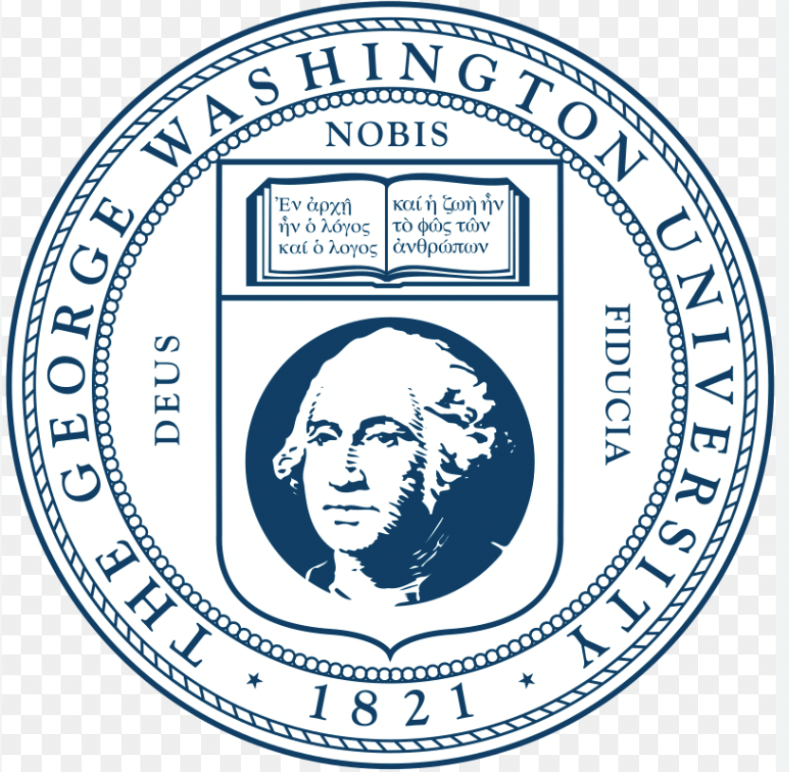 THE GEORGE WASHINGTON UNIVERSITY
NOBIS
Ἐν ἀρχῇ
ἦν ὁ λόγος
καί ὁ λογος
καί ἡ ζωὴ ἦν
τὸ φῶς τῶν
ἀνθρώπων
DEUS
FIDUCIA
1821